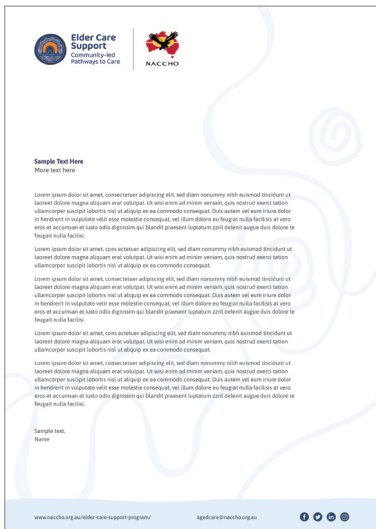 Elder Care
Support
Community-led
Pathways to Care
NACCHO
Sample Text Here
More text here
Lorem ipsum dolor sit amet, consectetuer adipiscing elit, sed diam nonummy nibh euismod tincidunt ut
laoreet dolore magna aliquam erat volutpat. Ut wisi enim ad minim veniam, quis nostrud exerci tation
ullamcorper suscipit lobortis nisl ut aliquip ex ea commodo consequat. Duis autem vel eum iriure dolor
in hendrerit in vulputate velit esse molestie consequat, vel illum dolore eu feugiat nulla facilisis at vero
eros et accumsan et iusto odio dignissim qui blandit praesent luptatum zzril delenit augue duis dolore te
feugait nulla facilisi.
Lorem ipsum dolor sit amet, cons ectetuer adipiscing elit, sed diam nonummy nibh euismod tincidunt ut
laoreet dolore magna aliquam erat volutpat. Ut wisi enim ad minim veniam, quis nostrud exerci tation
ullamcorper suscipit lobortis nisl ut aliquip ex ea commodo consequat.
Lorem ipsum dolor sit amet, consectetuer adipiscing elit, sed diam nonummy nibh euismod tincidunt ut
laoreet dolore magna aliquam erat volutpat. Ut wisi enim ad minim veniam, quis nostrud exerci tation
ullamcorper suscipit lobortis nisl ut aliquip ex ea commodo consequat. Duis autem vel eum iriure dolor
in hendrerit in vulputate velit esse molestie consequat, vel illum dolore eu feugiat nulla facilisis at vero
eros et accumsan et iusto odio dignissim qui blandit praesent luptatum zzril delenit augue duis dolore te
feugait nulla facilisi.
Lorem ipsum dolor sit amet, cons ectetuer adipiscing elit, sed diam nonummy nibh euismod tincidunt ut
laoreet dolore magna aliquam erat volutpat. Ut wisi enim ad minim veniam, quis nostrud exerci tation
ullamcorper suscipit lobortis nisl ut aliquip ex ea commodo consequat.
Lorem ipsum dolor sit amet, consectetuer adipiscing elit, sed diam nonummy nibh euismod tincidunt ut
laoreet dolore magna aliquam erat volutpat. Ut wisi enim ad minim veniam, quis nostrud exerci tation
ullamcorper suscipit lobortis nisl ut aliquip ex ea commodo consequat. Duis autem vel eum iriure dolor
in hendrerit in vulputate velit esse molestie consequat, vel illum dolore eu feugiat nulla facilisis at vero
eros et accumsan et iusto odio dignissim qui blandit praesent luptatum zzril delenit augue duis dolore te
feugait nulla facilisi.
Sample text,
Name
www.naccho.org.au/elder-care-support-program/ agedcare@naccho.org.au